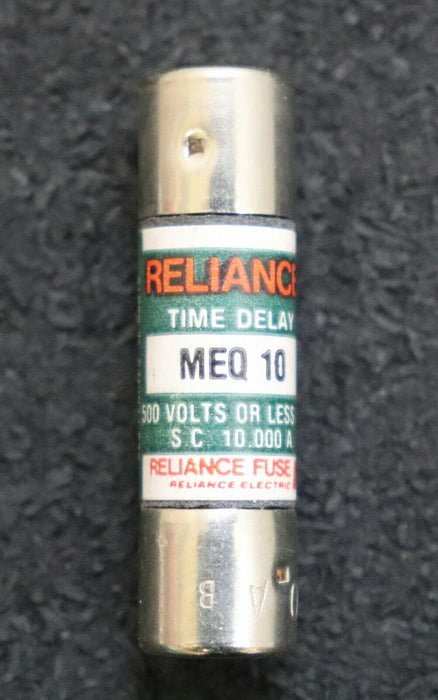 RELIANCE
TIME DELAY
MEQ 10
500 VOLTS OR LESS
S.C 10.000 A
RELIANCE FUSE
RELIANCE ELECTRIC
A B